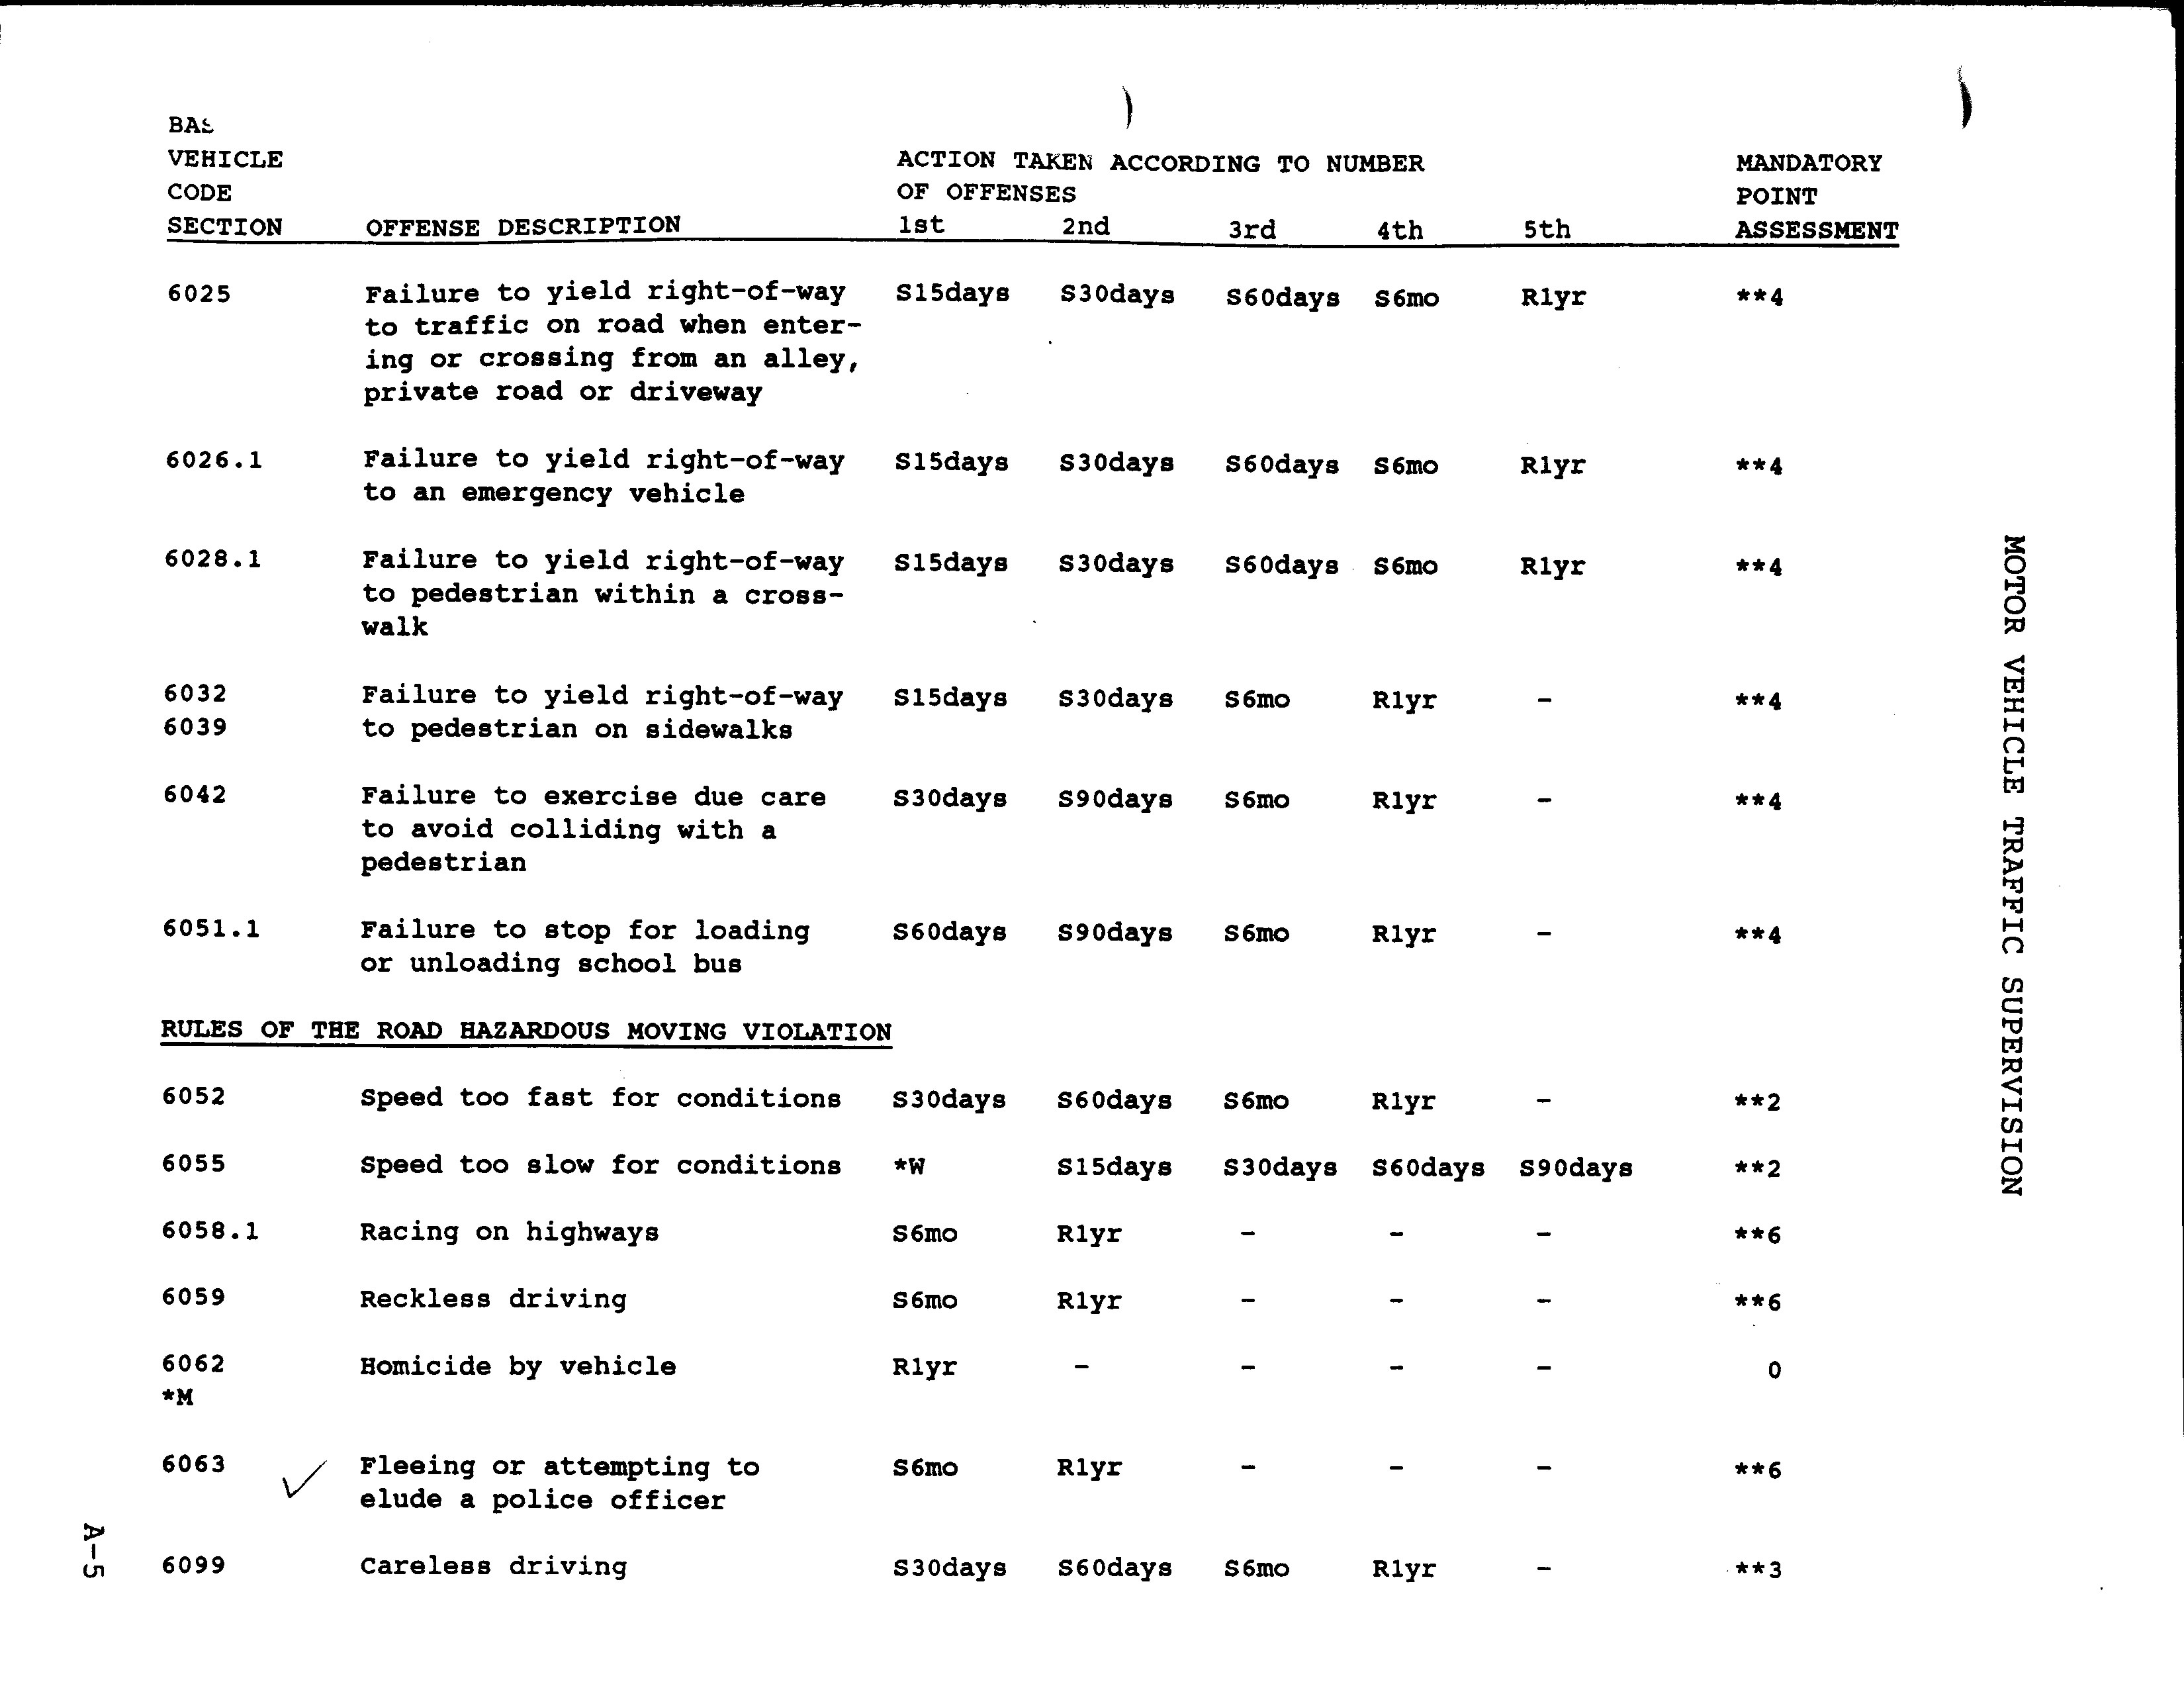 BAS
VEHICLE ACTION TAKEN ACCORDING TO NUMBER MANDATORY
CODE OF OFFENSES POINT
SECTION OFFENSE DESCRIPTION 1st 2nd 3rd 4th 5th ASSESSMENT
6025 Failure to yield right-of-way S15days S30days S60days S6mo R1yr **4
to traffic on road when enter-
ing or crossing from an alley,
private road or driveway
6026.1 Failure to yield right-of-way S15days S30days S60days S6mo R1yr **4
to an emergency vehicle
6028.1 Failure to yield right-of-way S15days S30days S60days S6mo R1yr **4
to pedestrian within a cross-
walk
6032 Failure to yield right-of-way S15days S30days S6mo R1yr - **4
6039 to pedestrian on sidewalks
6042 Failure to exercise due care S30days S90days S6mo R1yr - **4
to avoid colliding with a
pedestrian
6051.1 Failure to stop for loading S60days S90days S6mo R1yr - **4
or unloading school bus
RULES OF THE ROAD HAZARDOUS MOVING VIOLATION
6052 Speed too fast for conditions S30days S60days S6mo R1yr - **2
6055 Speed too slow for conditions *W S15days S30days S60days S90days **2
6058.1 Racing on highways S6mo R1yr - - - **6
6059 Reckless driving S6mo R1yr - - - **6
6062 Homicide by vehicle R1yr - - - - 0
*M
6063 Fleeing or attempting to S6mo R1yr - - - **6
elude a police officer
6099 Careless driving S30days S60days S6mo R1yr - **3
MOTOR VEHICLE TRAFFIC SUPERVISION
A-5